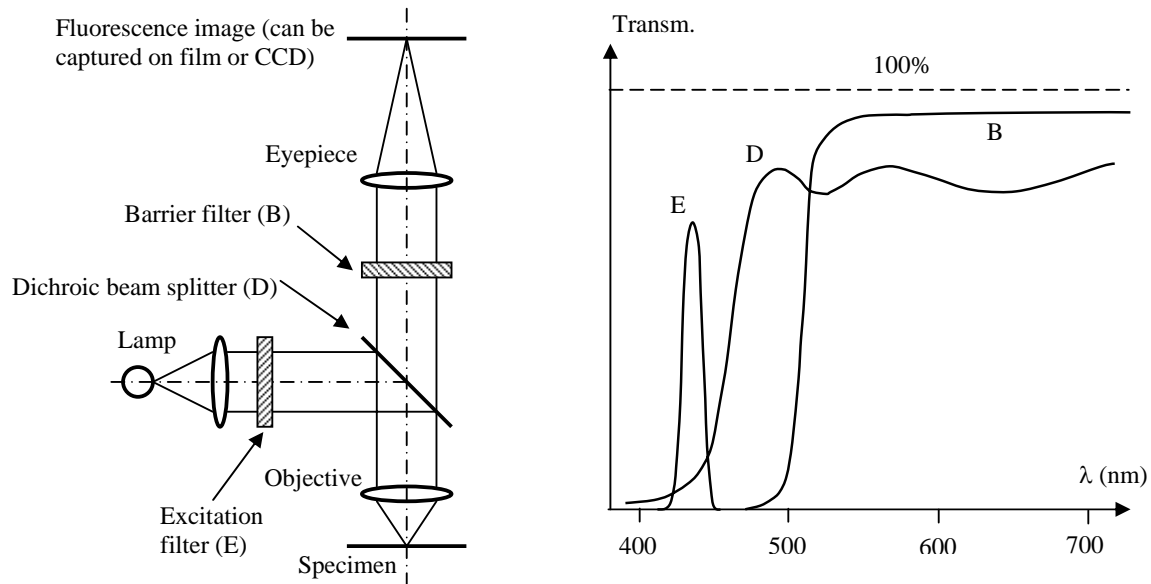 Fluorescence image (can be
captured on film or CCD)
Eyepiece
Barrier filter (B)
Dichroic beam splitter (D)
Lamp
Objective
Excitation
filter (E)
Specimen
Transm.
100%
B
D
E
λ (nm)
400 500 600 700